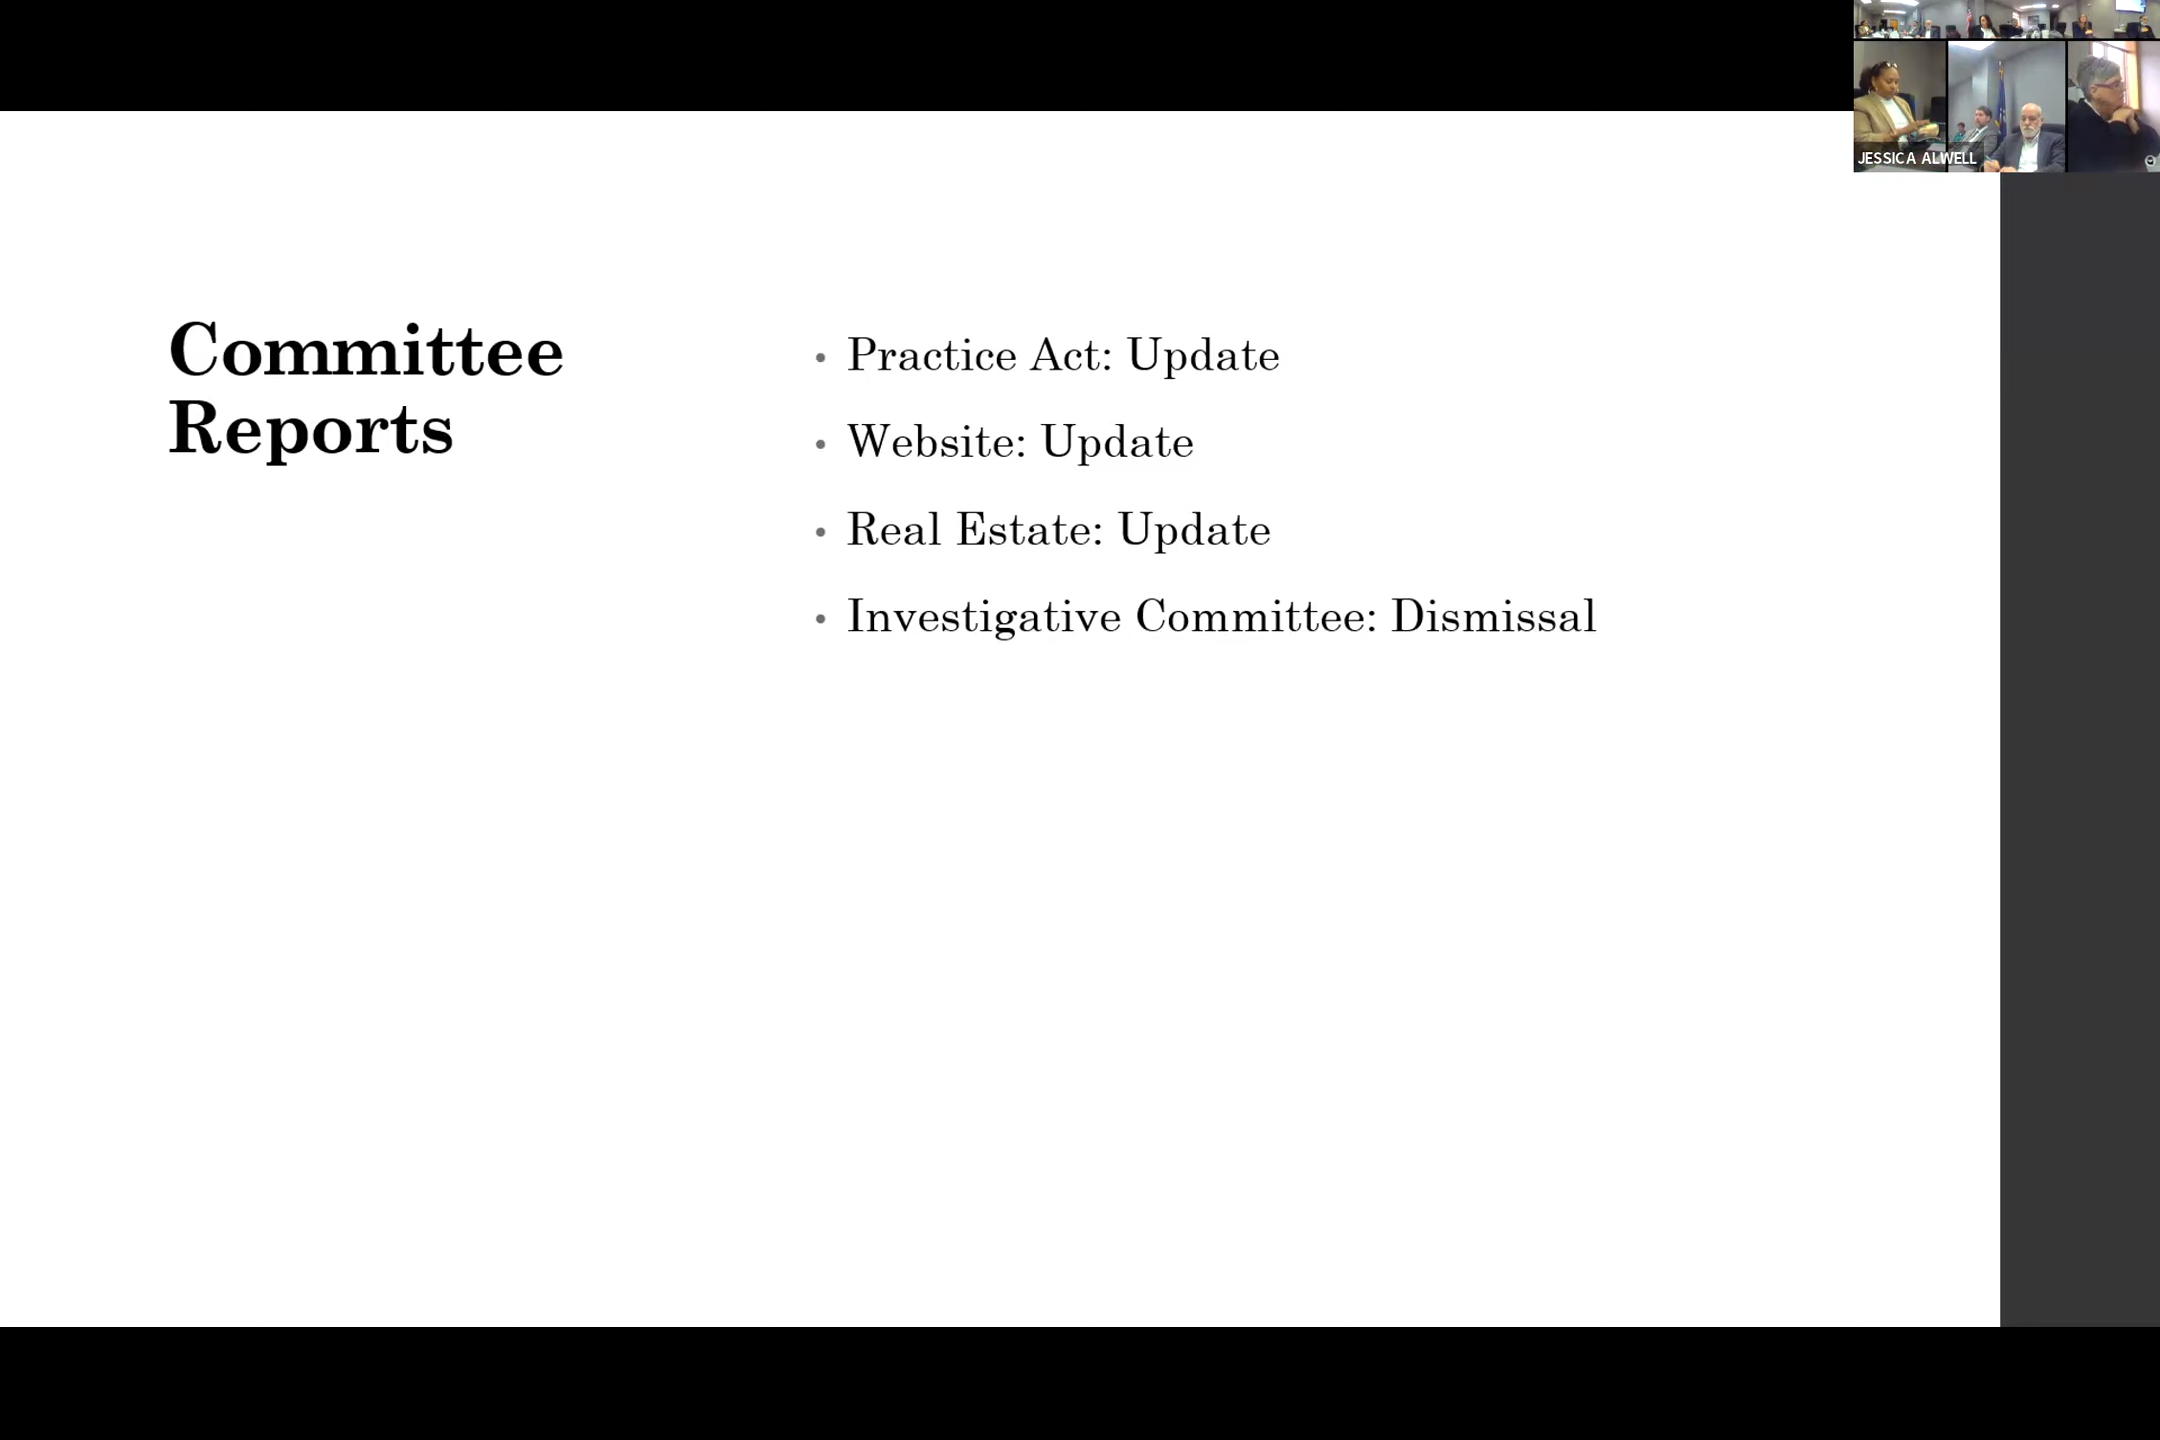 JESSICA ALWELL
Committee
Reports
• Practice Act: Update
• Website: Update
• Real Estate: Update
• Investigative Committee: Dismissal